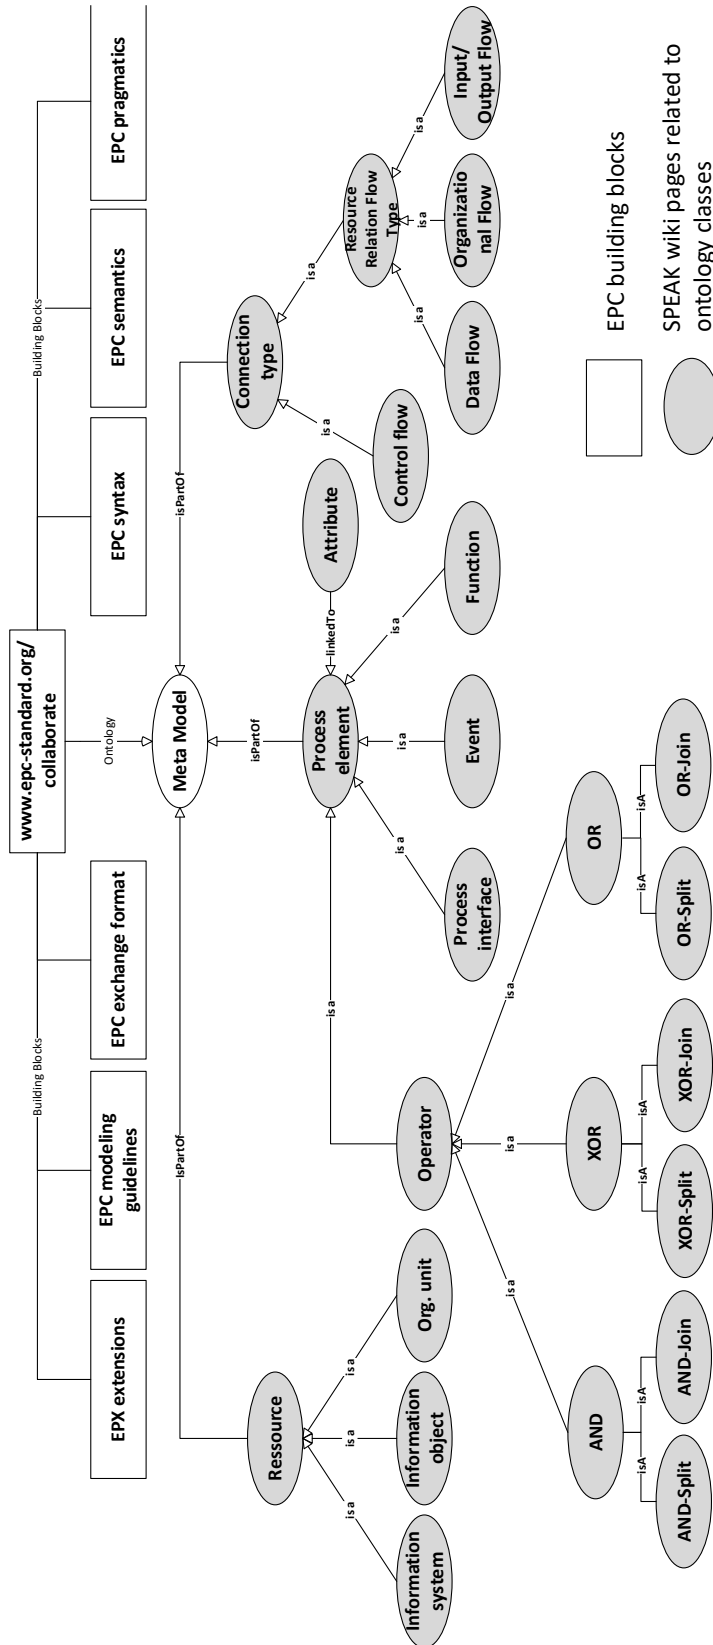 www.epc-standard.org/
collaborate
Building Blocks
Building Blocks
Ontology
EPX extensions
EPC modeling
guidelines
EPC exchange format
EPC syntax
EPC semantics
EPC pragmatics
Meta Model
IsPartOf
isPartOf
isPartOf
Ressource
is a
is a
is a
Information
system
Information
object
Org. unit
Process
element
linkedTo
Attribute
is a
is a
is a
is a
Operator
Process
interface
Event
Function
Connection
type
is a
is a
Control flow
Resource
Relation Flow
Type
is a
is a
is a
Data Flow
Organizatio
nal Flow
Input/
Output Flow
is a
is a
is a
AND
XOR
OR
isA
isA
isA
isA
isA
isA
AND-Split
AND-Join
XOR-Split
XOR-Join
OR-Split
OR-Join
EPC building blocks
SPEAK wiki pages related to
ontology classes